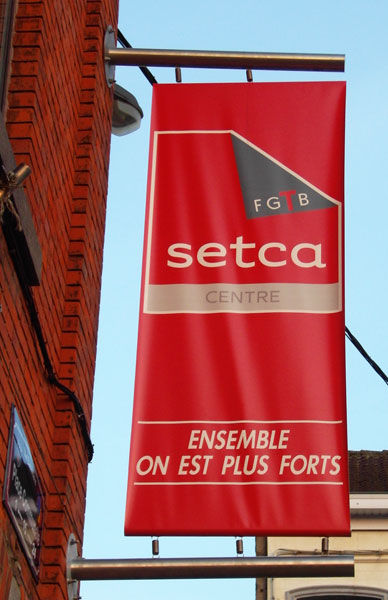 FGTB
setca
CENTRE
ENSEMBLE
ON EST PLUS FORTS